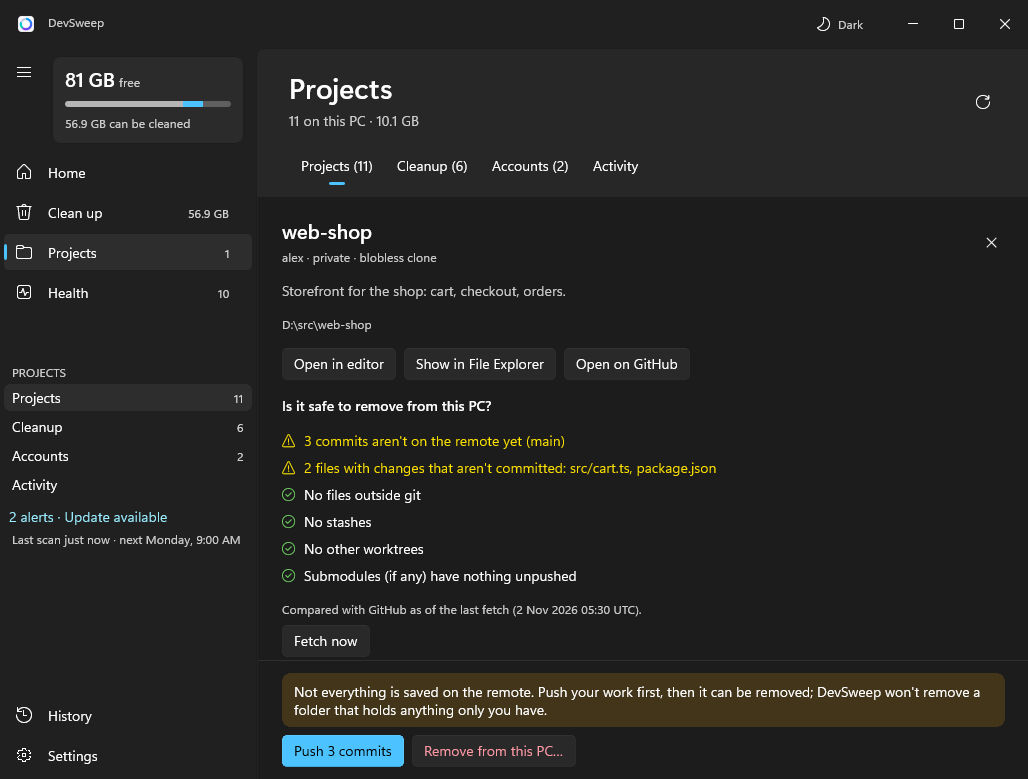 DevSweep
Dark
81 GB free
56.9 GB can be cleaned
Home
Clean up 56.9 GB
Projects 1
Health 10
PROJECTS
Projects 11
Cleanup 6
Accounts 2
Activity
2 alerts · Update available
Last scan just now · next Monday, 9:00 AM
History
Settings
Projects
11 on this PC · 10.1 GB
Projects (11) Cleanup (6) Accounts (2) Activity
web-shop
alex · private · blobless clone
Storefront for the shop: cart, checkout, orders.
D:\src\web-shop
Open in editor Show in File Explorer Open on GitHub
Is it safe to remove from this PC?
3 commits aren't on the remote yet (main)
2 files with changes that aren't committed: src/cart.ts, package.json
No files outside git
No stashes
No other worktrees
Submodules (if any) have nothing unpushed
Compared with GitHub as of the last fetch (2 Nov 2026 05:30 UTC).
Fetch now
Not everything is saved on the remote. Push your work first, then it can be removed; DevSweep won't remove a
folder that holds anything only you have.
Push 3 commits Remove from this PC...